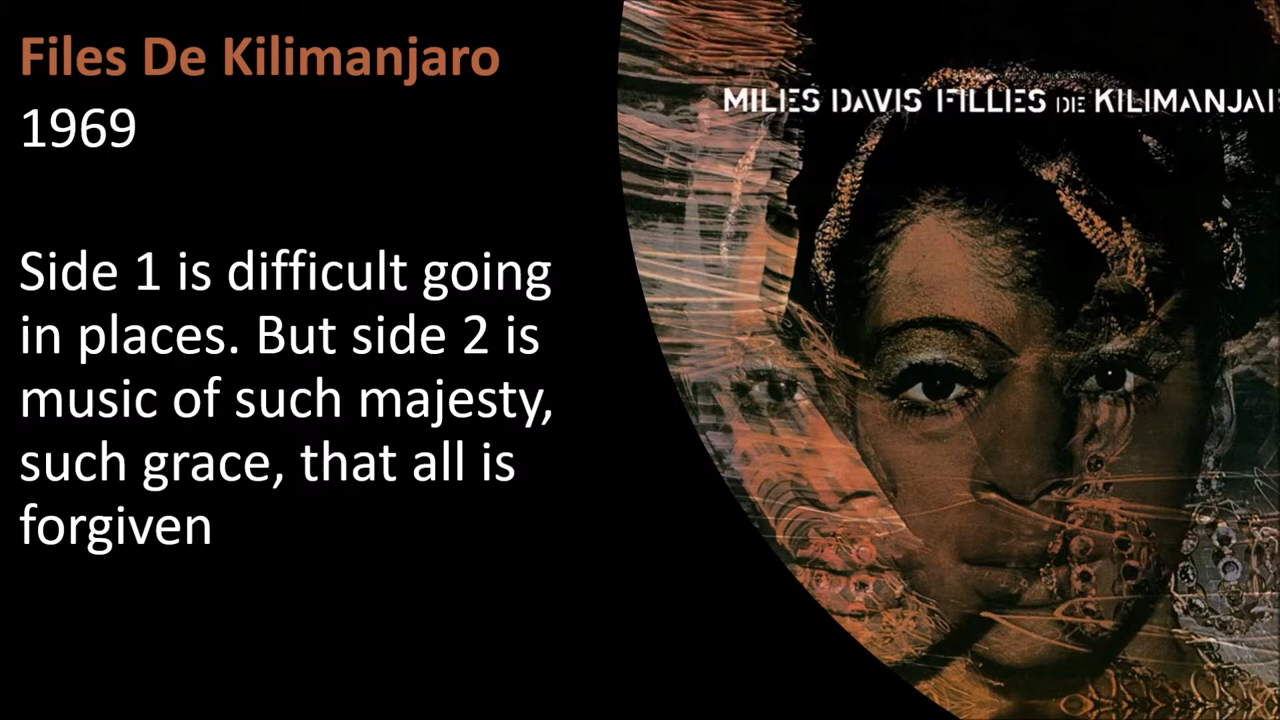 Files De Kilimanjaro
1969
Side 1 is difficult going
in places. But side 2 is
music of such majesty,
such grace, that all is
forgiven
MILES DAVIS FILLES DE KILIMANJAR